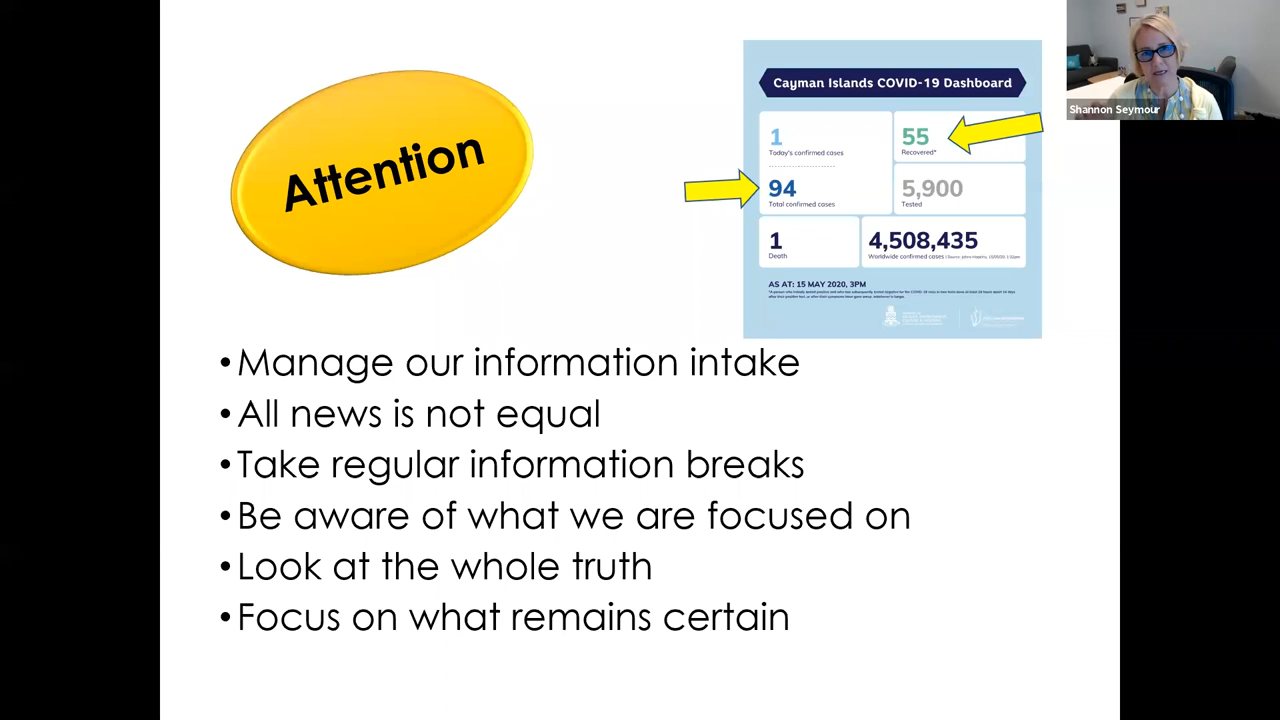 Attention
Cayman Islands COVID-19 Dashboard
1
Today's confirmed cases
94
Total confirmed cases
55
Recovered*
5,900
Tested
1
Death
4,508,435
Worldwide confirmed cases
AS AT: 15 MAY 2020, 3PM
Shannon Seymour
•Manage our information intake
•All news is not equal
•Take regular information breaks
•Be aware of what we are focused on
•Look at the whole truth
•Focus on what remains certain